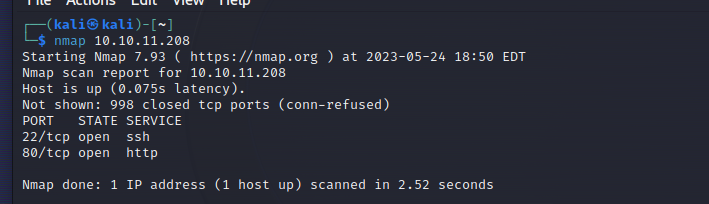 File Actions Edit View Help
┌──(kali㉿kali)-[~]
└─$ nmap 10.10.11.208
Starting Nmap 7.93 ( https://nmap.org ) at 2023-05-24 18:50 EDT
Nmap scan report for 10.10.11.208
Host is up (0.075s latency).
Not shown: 998 closed tcp ports (conn-refused)
PORT   STATE SERVICE
22/tcp open  ssh
80/tcp open  http
Nmap done: 1 IP address (1 host up) scanned in 2.52 seconds